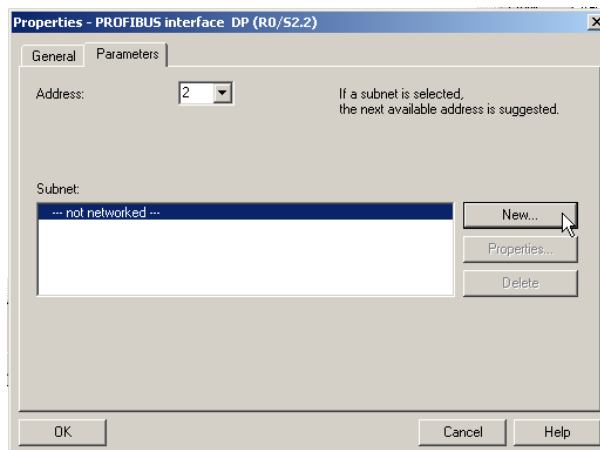 Properties - PROFIBUS interface DP (R0/S2.2)
General Parameters
Address: 2 If a subnet is selected,
the next available address is suggested.
Subnet:
--- not networked ---
New...
Properties...
Delete
OK Cancel Help